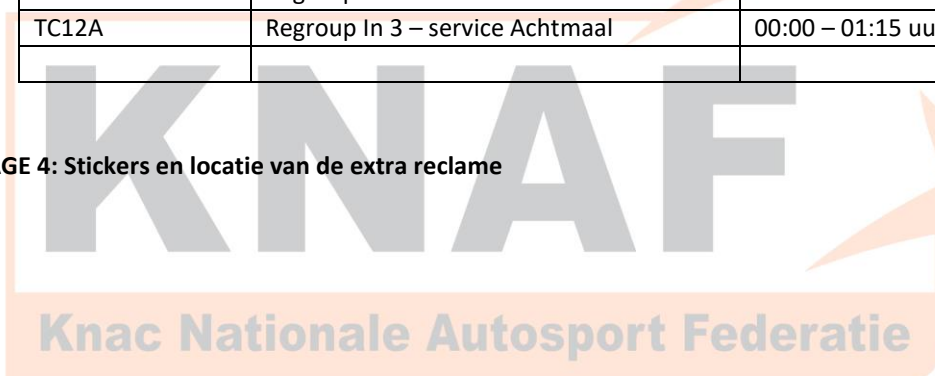 TC12A Regroup In 3 – service Achtmaal 00:00 – 01:15 uu
GE 4: Stickers en locatie van de extra reclame
KNAF
Knac Nationale Autosport Federatie